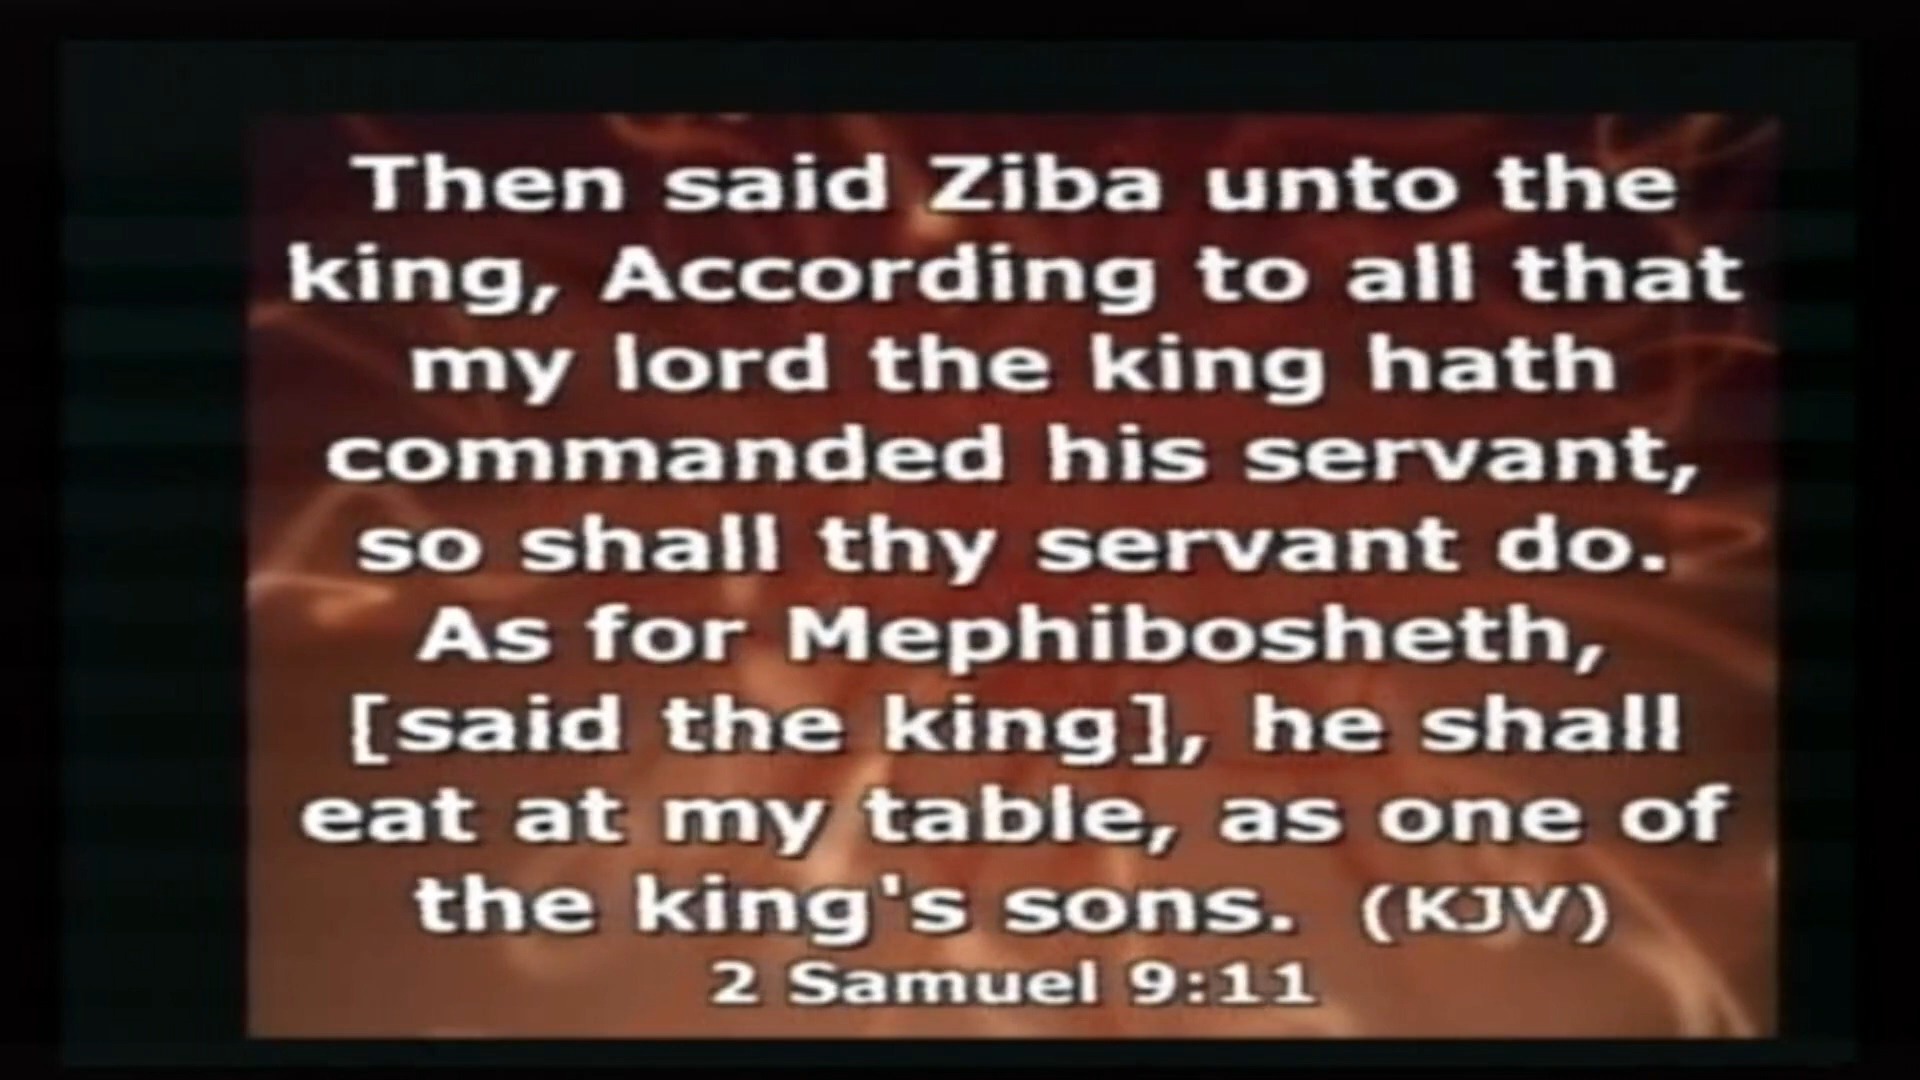 Then said Ziba unto the
king, According to all that
my lord the king hath
commanded his servant,
so shall thy servant do.
As for Mephibosheth,
[said the king], he shall
eat at my table, as one of
the king's sons. (KJV)
2 Samuel 9:11